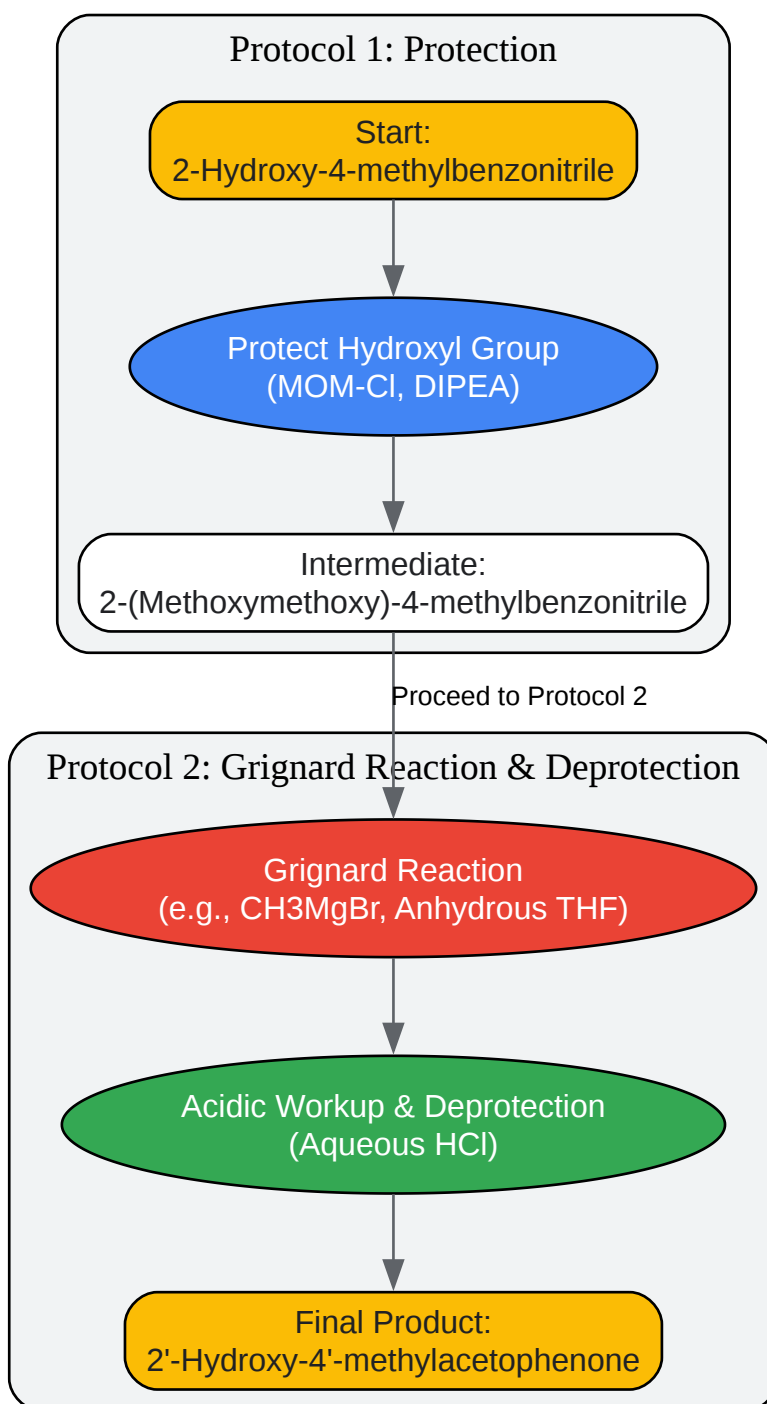 Protocol 1: Protection
Start:
2-Hydroxy-4-methylbenzonitrile
Protect Hydroxyl Group
(MOM-Cl, DIPEA)
Intermediate:
2-(Methoxymethoxy)-4-methylbenzonitrile
Proceed to Protocol 2
Protocol 2: Grignard Reaction & Deprotection
Grignard Reaction
(e.g., CH3MgBr, Anhydrous THF)
Acidic Workup & Deprotection
(Aqueous HCl)
Final Product:
2'-Hydroxy-4'-methylacetophenone